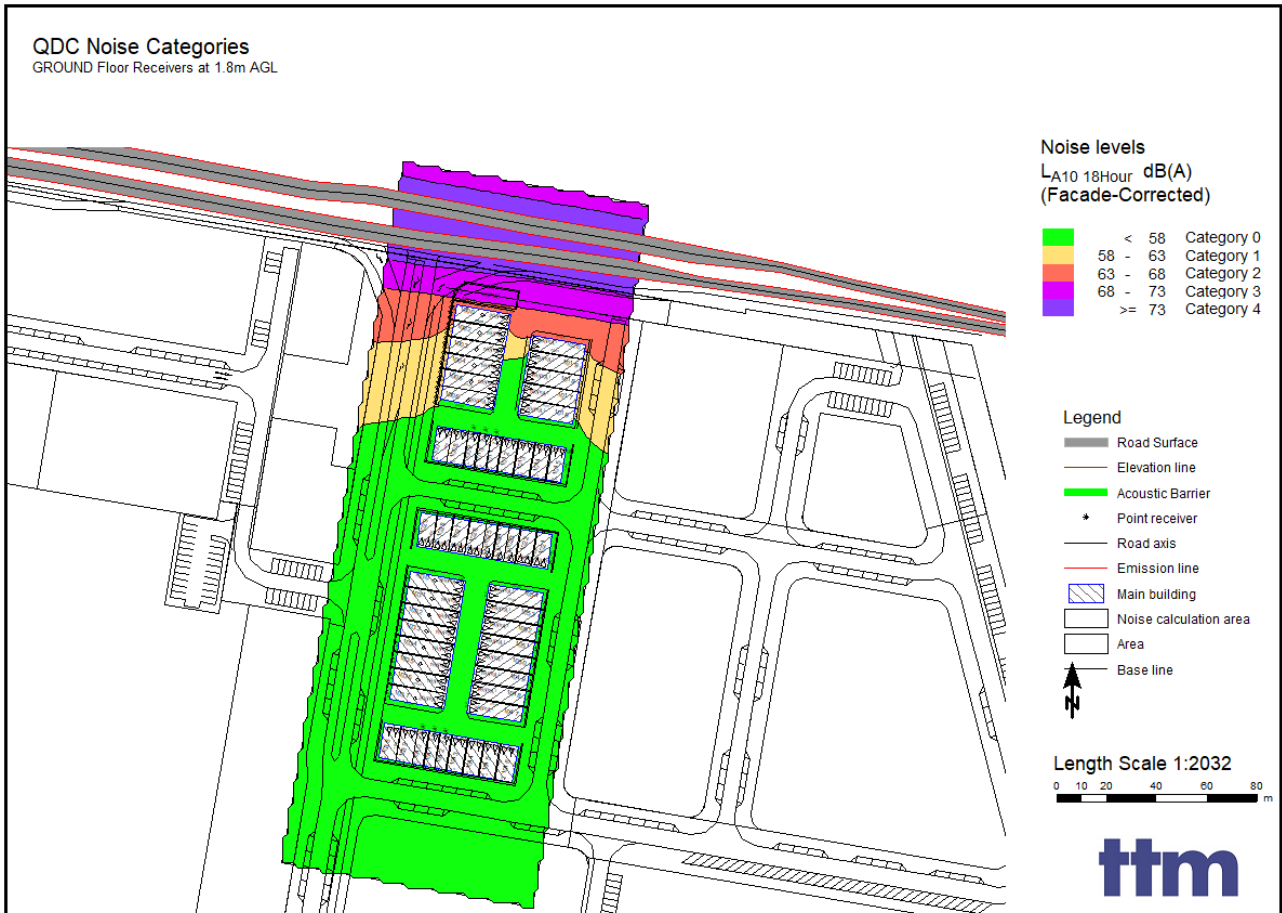 QDC Noise Categories
GROUND Floor Receivers at 1.8m AGL
Noise levels
LA10 18Hour dB(A)
(Facade-Corrected)
< 58 Category 0
58 - 63 Category 1
63 - 68 Category 2
68 - 73 Category 3
>= 73 Category 4
Legend
Road Surface
Elevation line
Acoustic Barrier
Point receiver
Road axis
Emission line
Main building
Noise calculation area
Area
Base line
N
Length Scale 1:2032
0 10 20 40 60 80
m
ttm